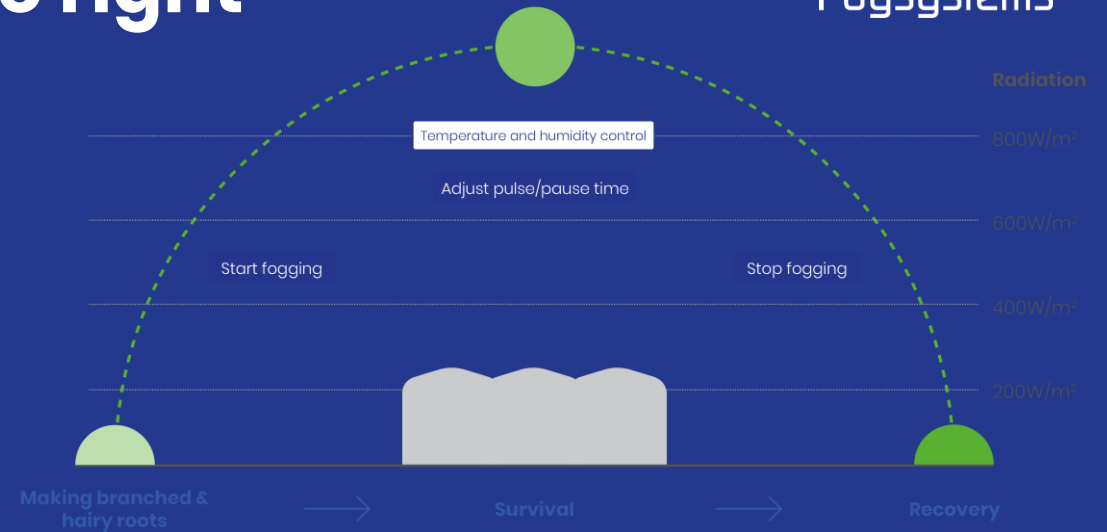 right
Radiation
Temperature and humidity control
800W/m²
Adjust pulse/pause time
600W/m²
Start fogging
Stop fogging
400W/m²
200W/m²
Making branched &
hairy roots
Survival
Recovery